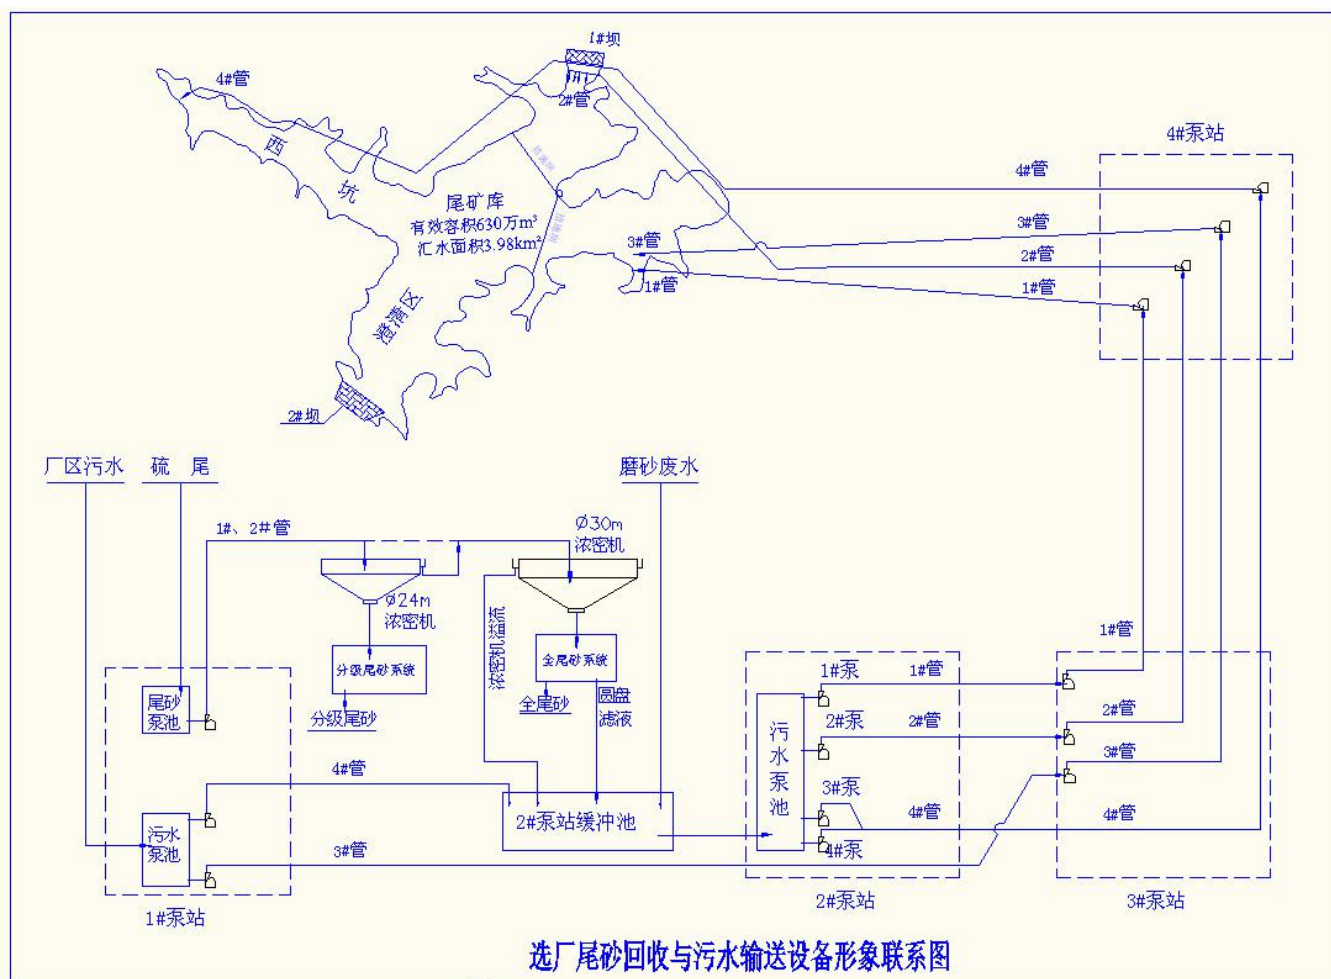 1#坝
4#管
2#管
西
坑
尾矿库
有效容积630万m³
汇水面积3.98km²
3#管
1#管
澄清区
2#坝
4#泵站
4#管
3#管
2#管
1#管
厂区污水
硫 尾
磨砂废水
1#、2#管
Ø30m
浓密机
Ø24m
浓密机
浓密机溢流
分级尾砂系统
全尾砂系统
分级尾砂
全尾砂
圆盘
滤液
尾砂
泵池
4#管
污水
泵池
3#管
2#泵站缓冲池
1#泵站
污水泵池
1#泵
1#管
2#泵
2#管
3#泵
4#管
4#泵
2#泵站
1#管
2#管
3#管
4#管
3#泵站
选厂尾砂回收与污水输送设备形象联系图